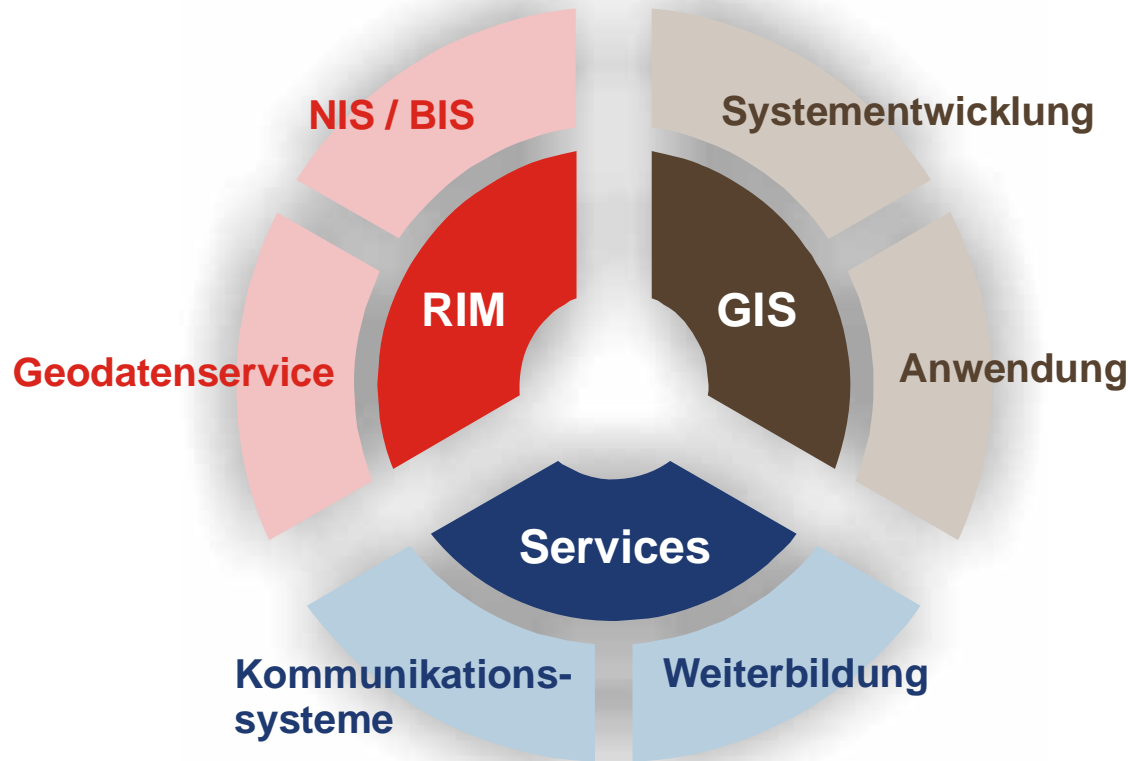 NIS / BIS
Systementwicklung
RIM
GIS
Geodatenservice
Anwendung
Services
Kommunikations-
systeme
Weiterbildung